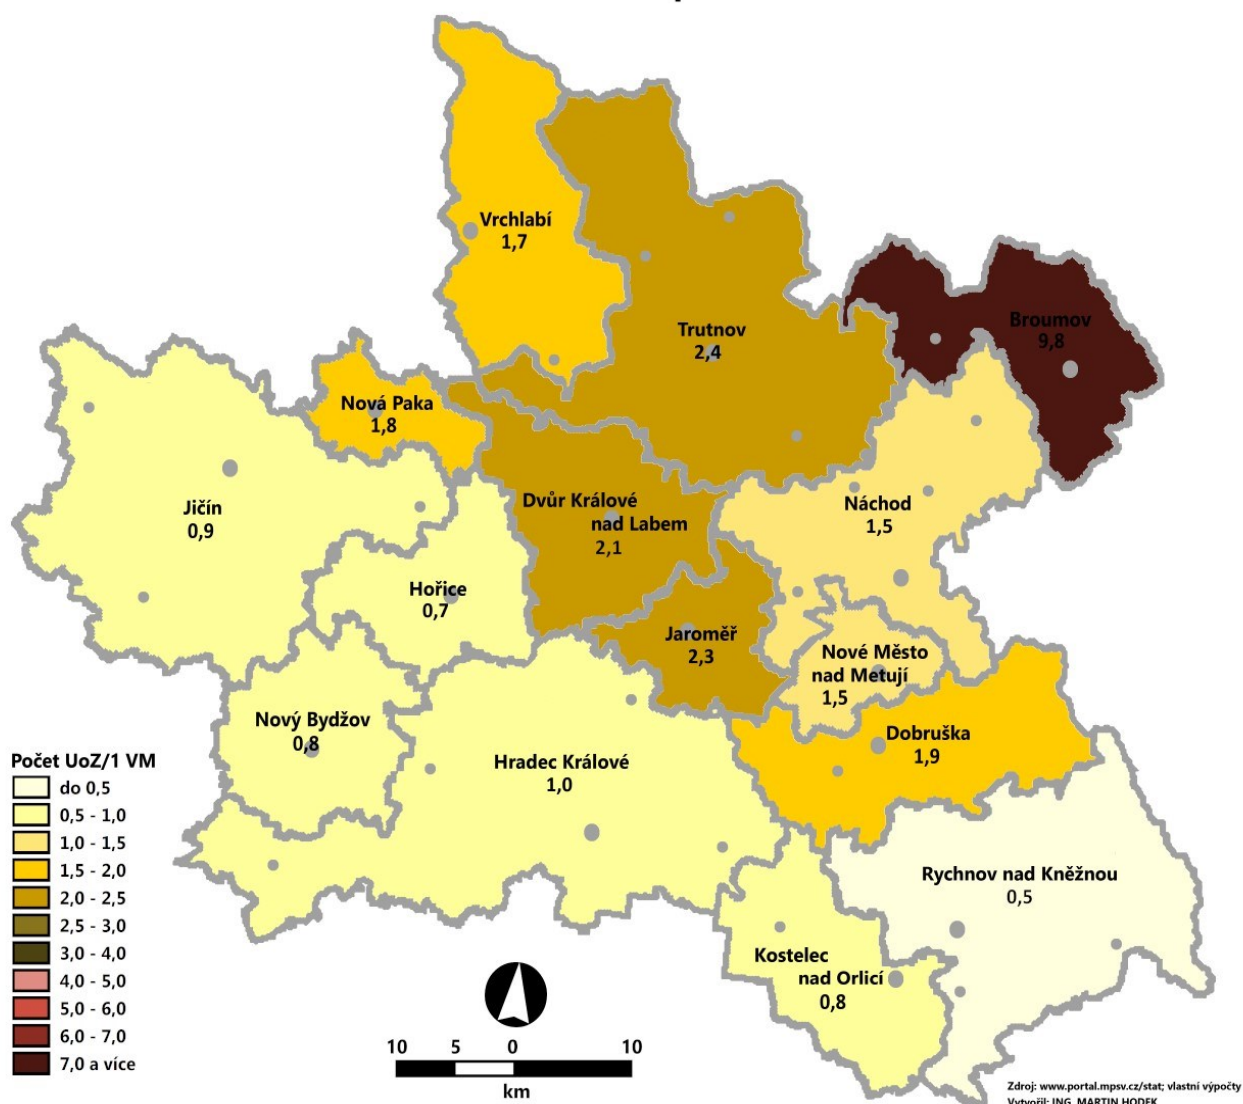 Vrchlabí
1,7
Trutnov
2,4
Broumov
9,8
Nová Paka
1,8
Jičín
0,9
Dvůr Králové
nad Labem
2,1
Náchod
1,5
Hořice
0,7
Jaroměř
2,3
Nové Město
nad Metují
1,5
Nový Bydžov
0,8
Hradec Králové
1,0
Dobruška
1,9
Rychnov nad Kněžnou
0,5
Kostelec
nad Orlicí
0,8
Počet UoZ/1 VM
do 0,5
0,5 - 1,0
1,0 - 1,5
1,5 - 2,0
2,0 - 2,5
2,5 - 3,0
3,0 - 4,0
4,0 - 5,0
5,0 - 6,0
6,0 - 7,0
7,0 a více
10 5 0 10
km
Zdroj: www.portal.mpsv.cz/stat; vlastní výpočty
Vytvořil: ING. MARTIN HODEK